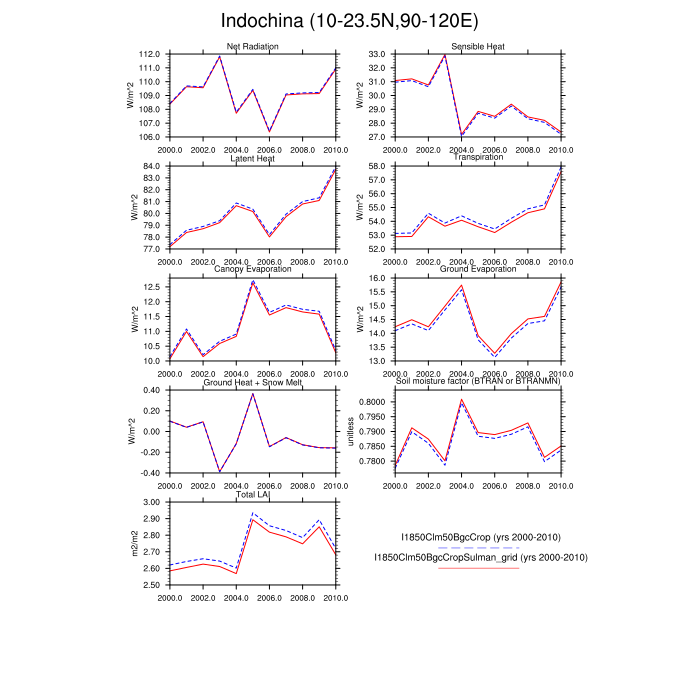 Indochina (10-23.5N,90-120E)
Net Radiation
W/m^2
112.0
111.0
110.0
109.0
108.0
107.0
106.0
2000.0 2002.0 2004.0 2006.0 2008.0 2010.0
Sensible Heat
W/m^2
33.0
32.0
31.0
30.0
29.0
28.0
27.0
2000.0 2002.0 2004.0 2006.0 2008.0 2010.0
Latent Heat
W/m^2
84.0
83.0
82.0
81.0
80.0
79.0
78.0
77.0
2000.0 2002.0 2004.0 2006.0 2008.0 2010.0
Transpiration
W/m^2
58.0
57.0
56.0
55.0
54.0
53.0
52.0
2000.0 2002.0 2004.0 2006.0 2008.0 2010.0
Canopy Evaporation
W/m^2
12.5
12.0
11.5
11.0
10.5
10.0
2000.0 2002.0 2004.0 2006.0 2008.0 2010.0
Ground Evaporation
W/m^2
16.0
15.5
15.0
14.5
14.0
13.5
13.0
2000.0 2002.0 2004.0 2006.0 2008.0 2010.0
Ground Heat + Snow Melt
W/m^2
0.40
0.20
0.00
-0.20
-0.40
2000.0 2002.0 2004.0 2006.0 2008.0 2010.0
Soil moisture factor (BTRAN or BTRANMN)
unitless
0.8000
0.7950
0.7900
0.7850
0.7800
2000.0 2002.0 2004.0 2006.0 2008.0 2010.0
Total LAI
m2/m2
3.00
2.90
2.80
2.70
2.60
2.50
2000.0 2002.0 2004.0 2006.0 2008.0 2010.0
I1850Clm50BgcCrop (yrs 2000-2010)
I1850Clm50BgcCropSulman_grid (yrs 2000-2010)